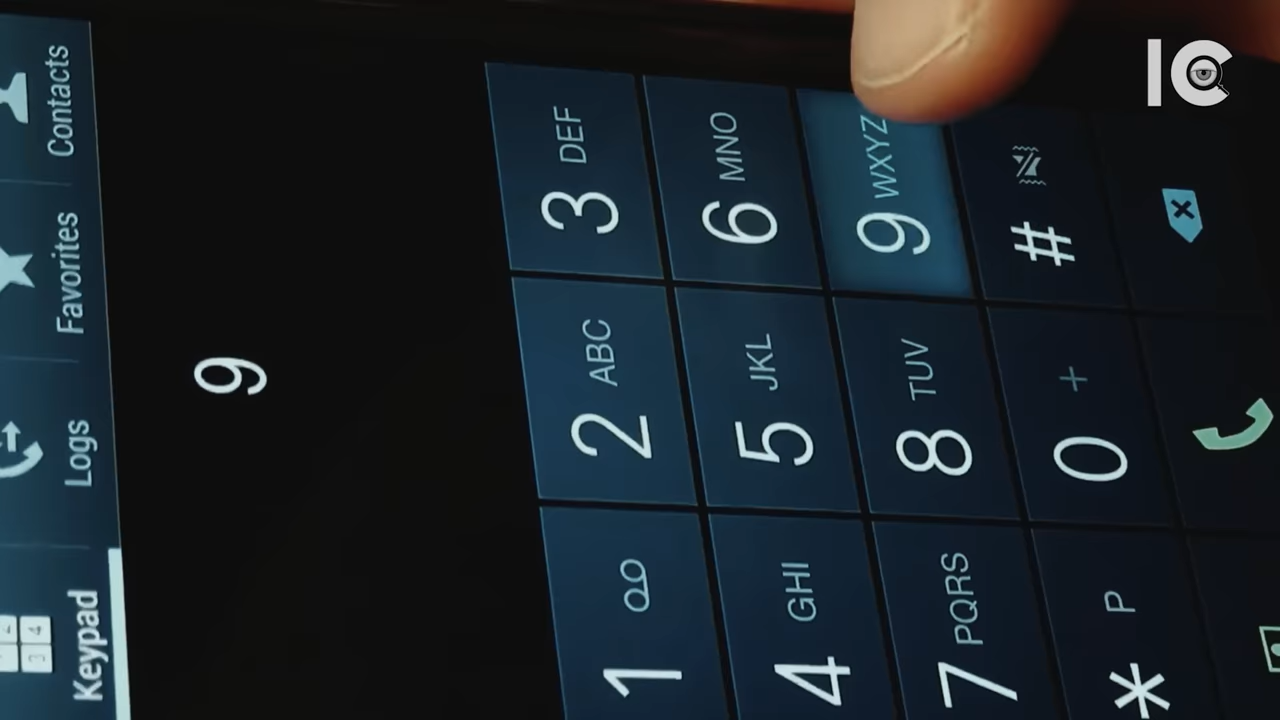 Keypad
Logs
Favorites
Contacts
9
1
2 ABC
3 DEF
4 GHI
5 JKL
6 MNO
7 PQRS
8 TUV
9 WXYZ
* P
0 +
#
IC